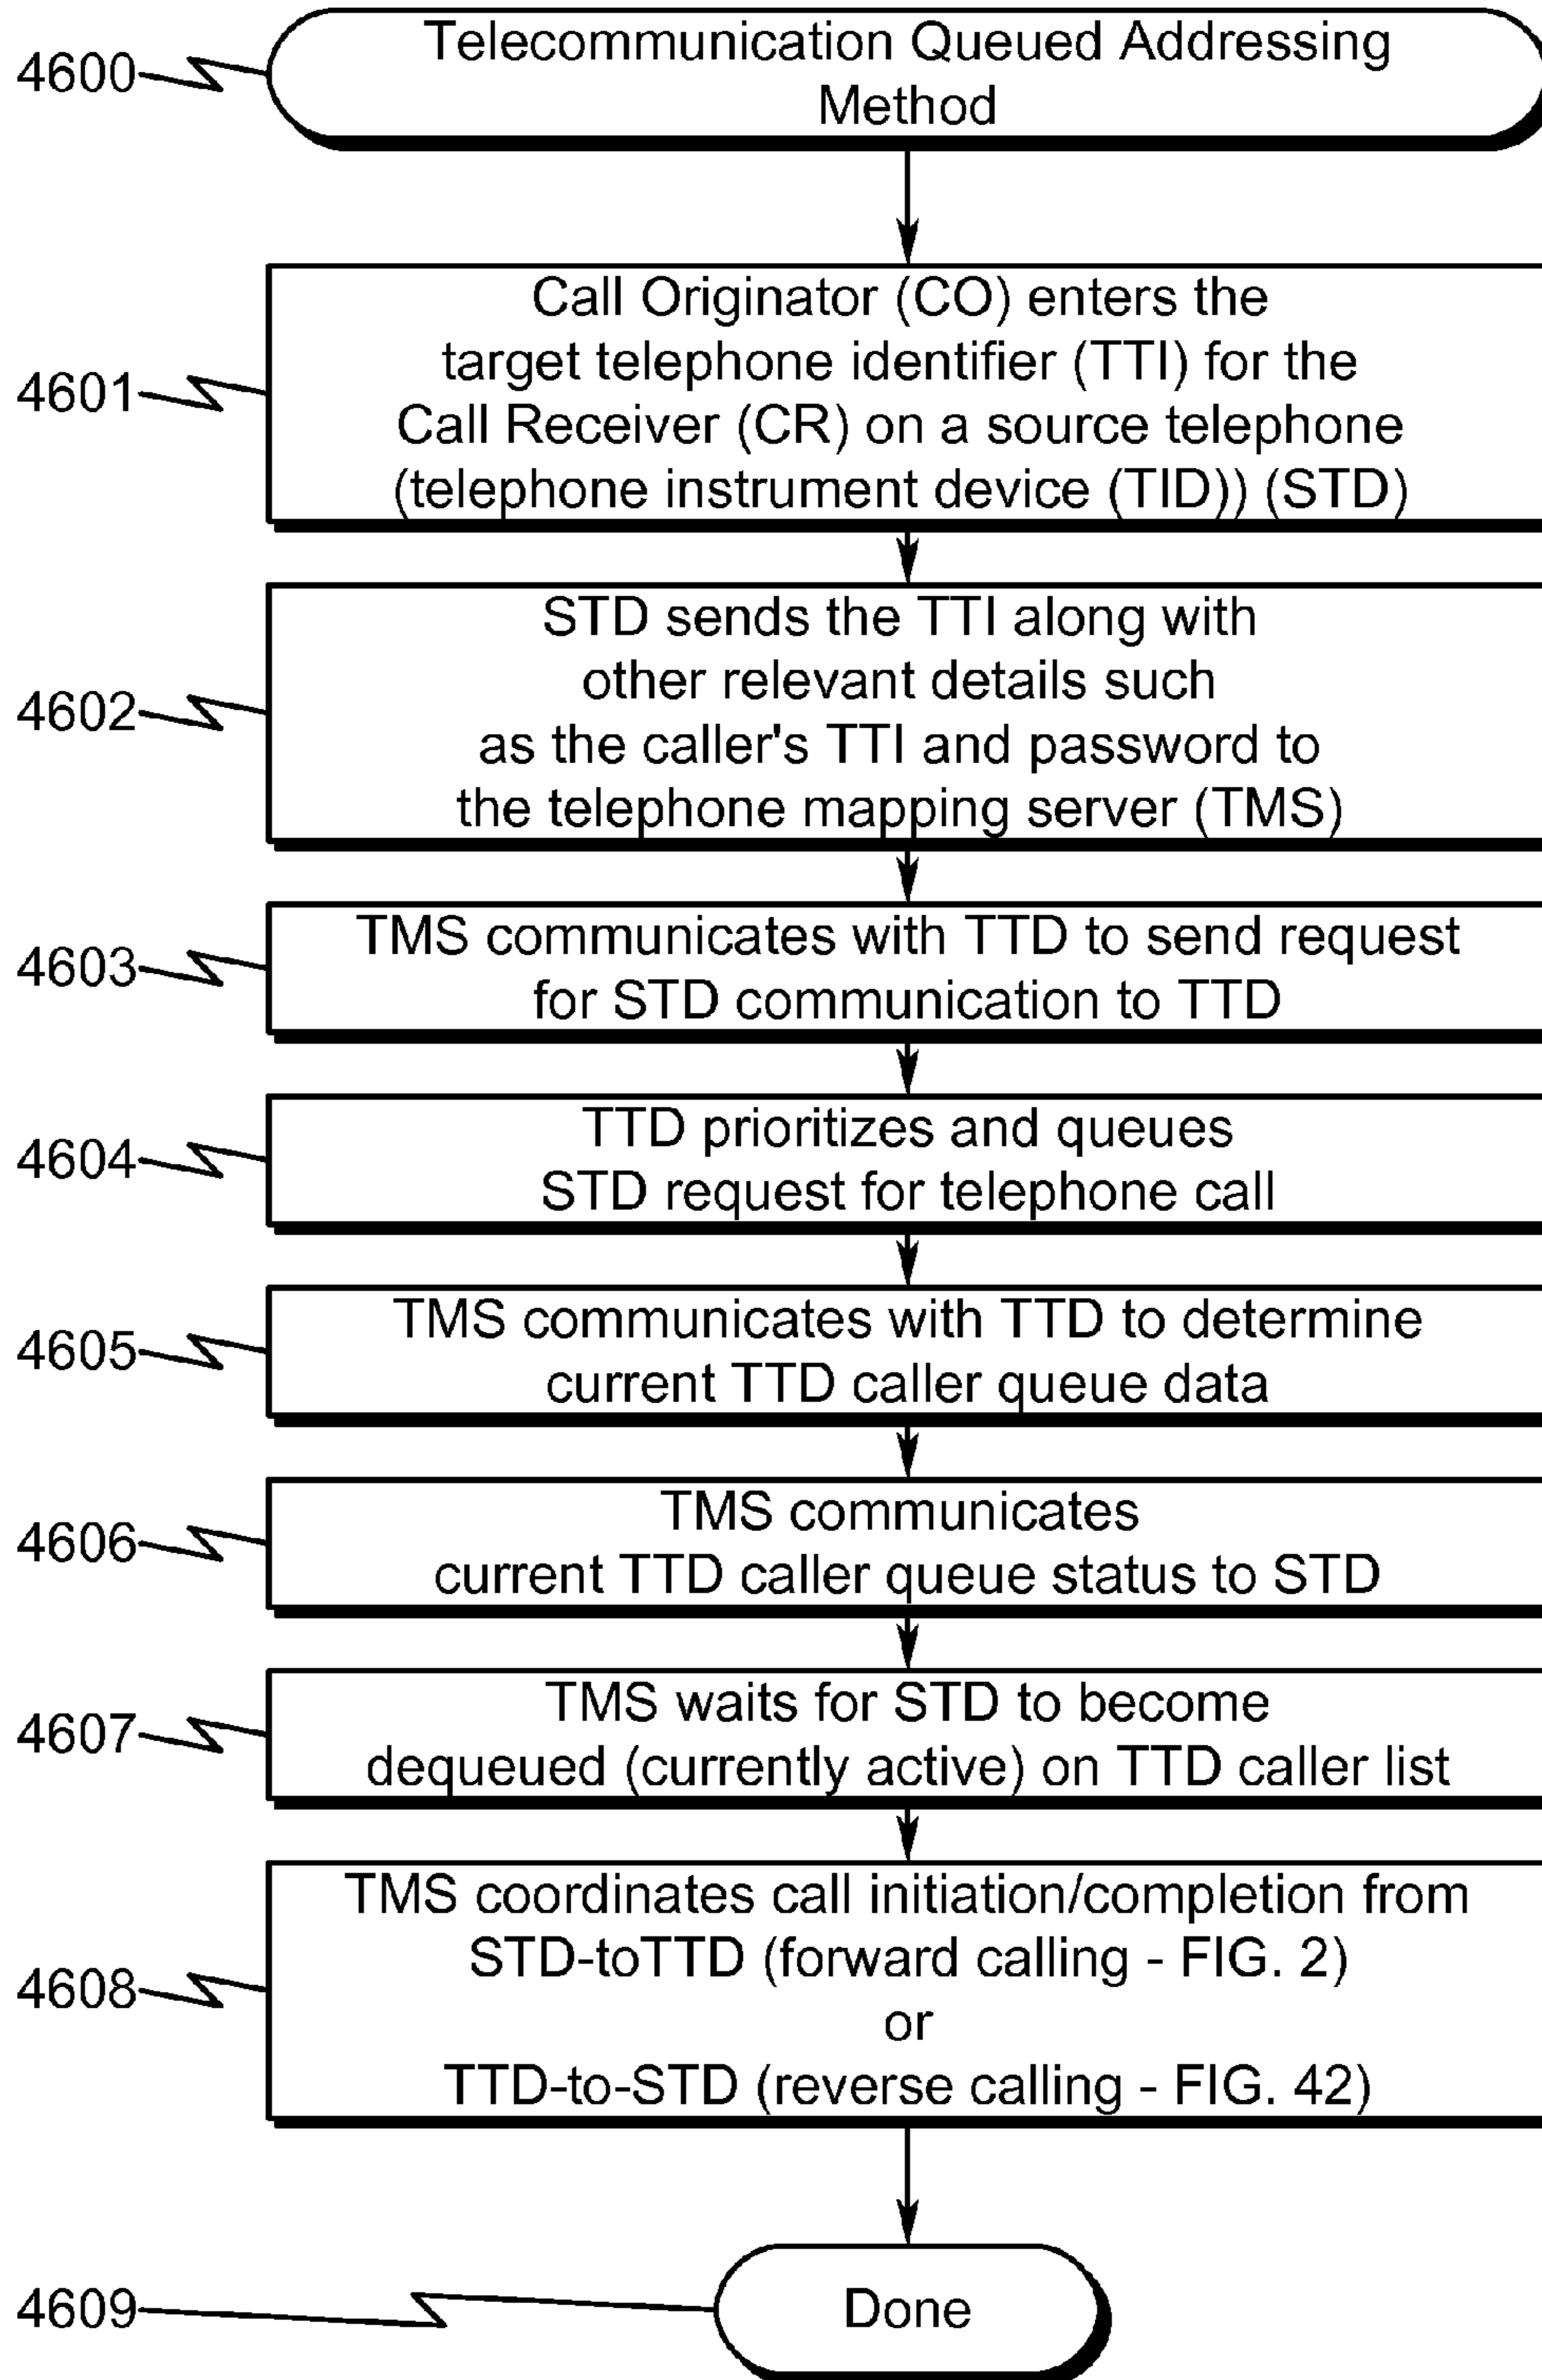 4600
Telecommunication Queued Addressing
Method
4601
Call Originator (CO) enters the
target telephone identifier (TTI) for the
Call Receiver (CR) on a source telephone
(telephone instrument device (TID)) (STD)
4602
STD sends the TTI along with
other relevant details such
as the caller's TTI and password to
the telephone mapping server (TMS)
4603
TMS communicates with TTD to send request
for STD communication to TTD
4604
TTD prioritizes and queues
STD request for telephone call
4605
TMS communicates with TTD to determine
current TTD caller queue data
4606
TMS communicates
current TTD caller queue status to STD
4607
TMS waits for STD to become
dequeued (currently active) on TTD caller list
4608
TMS coordinates call initiation/completion from
STD-toTTD (forward calling - FIG. 2)
or
TTD-to-STD (reverse calling - FIG. 42)
4609
Done